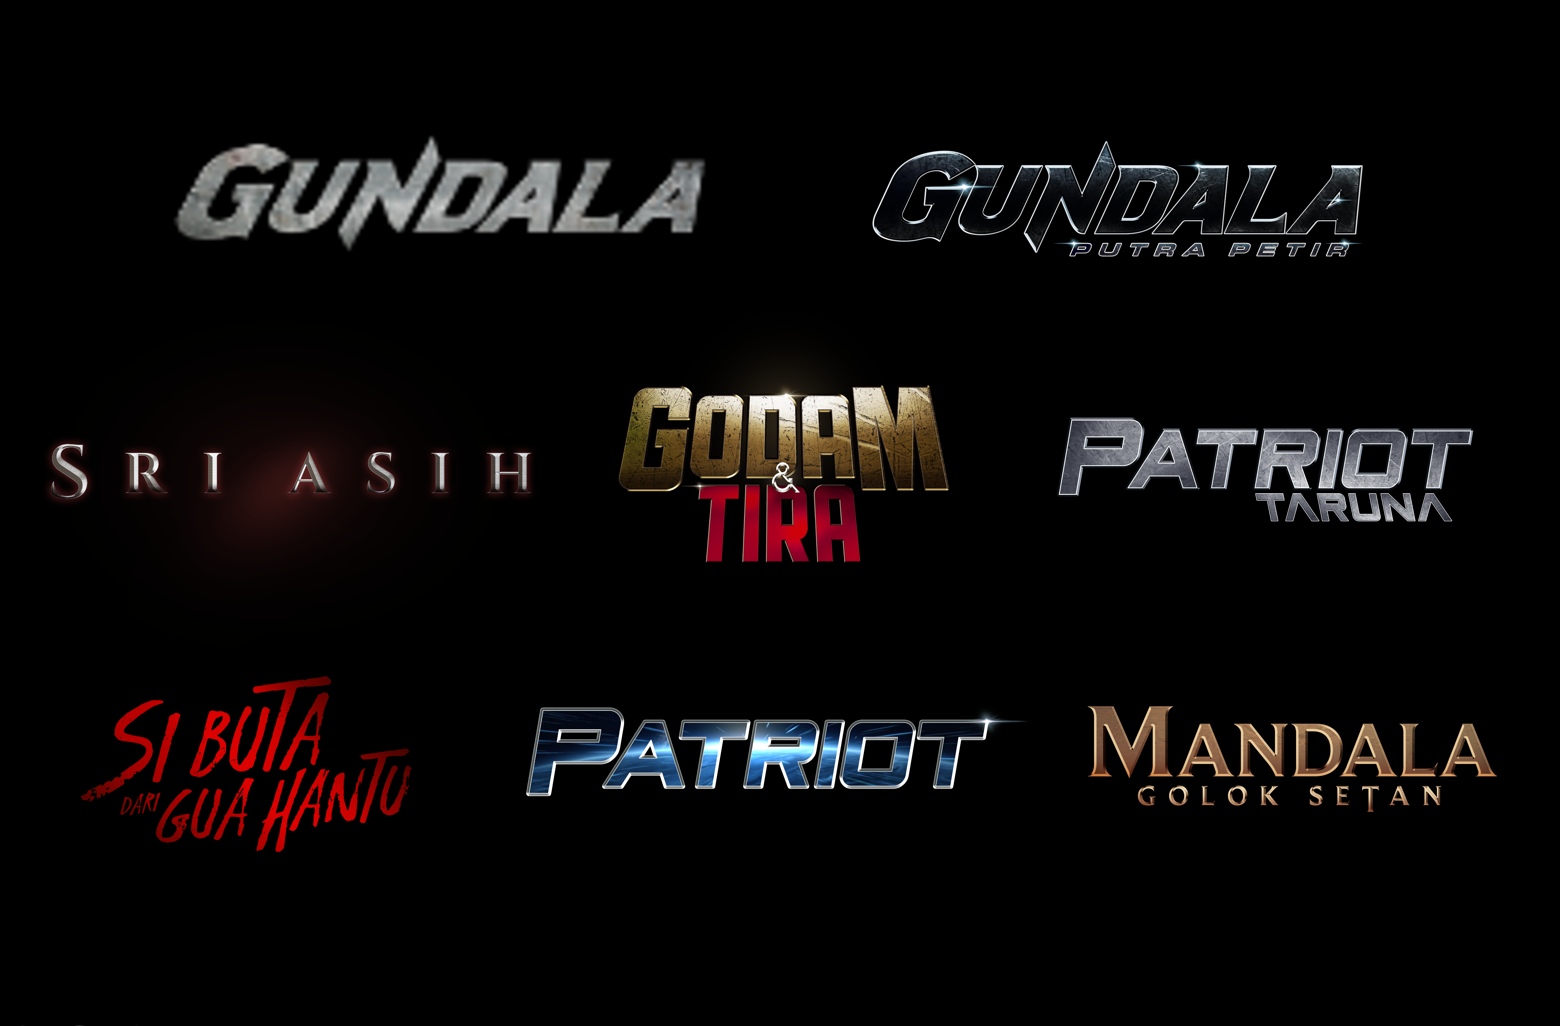 GUNDALA
GUNDALA
PUTRA PETIR
SRI ASIH
GODAM
&
TIRA
PATRIOT
TARUNA
SI BUTA
DARI GUA HANTU
PATRIOT
MANDALA
GOLOK SETAN